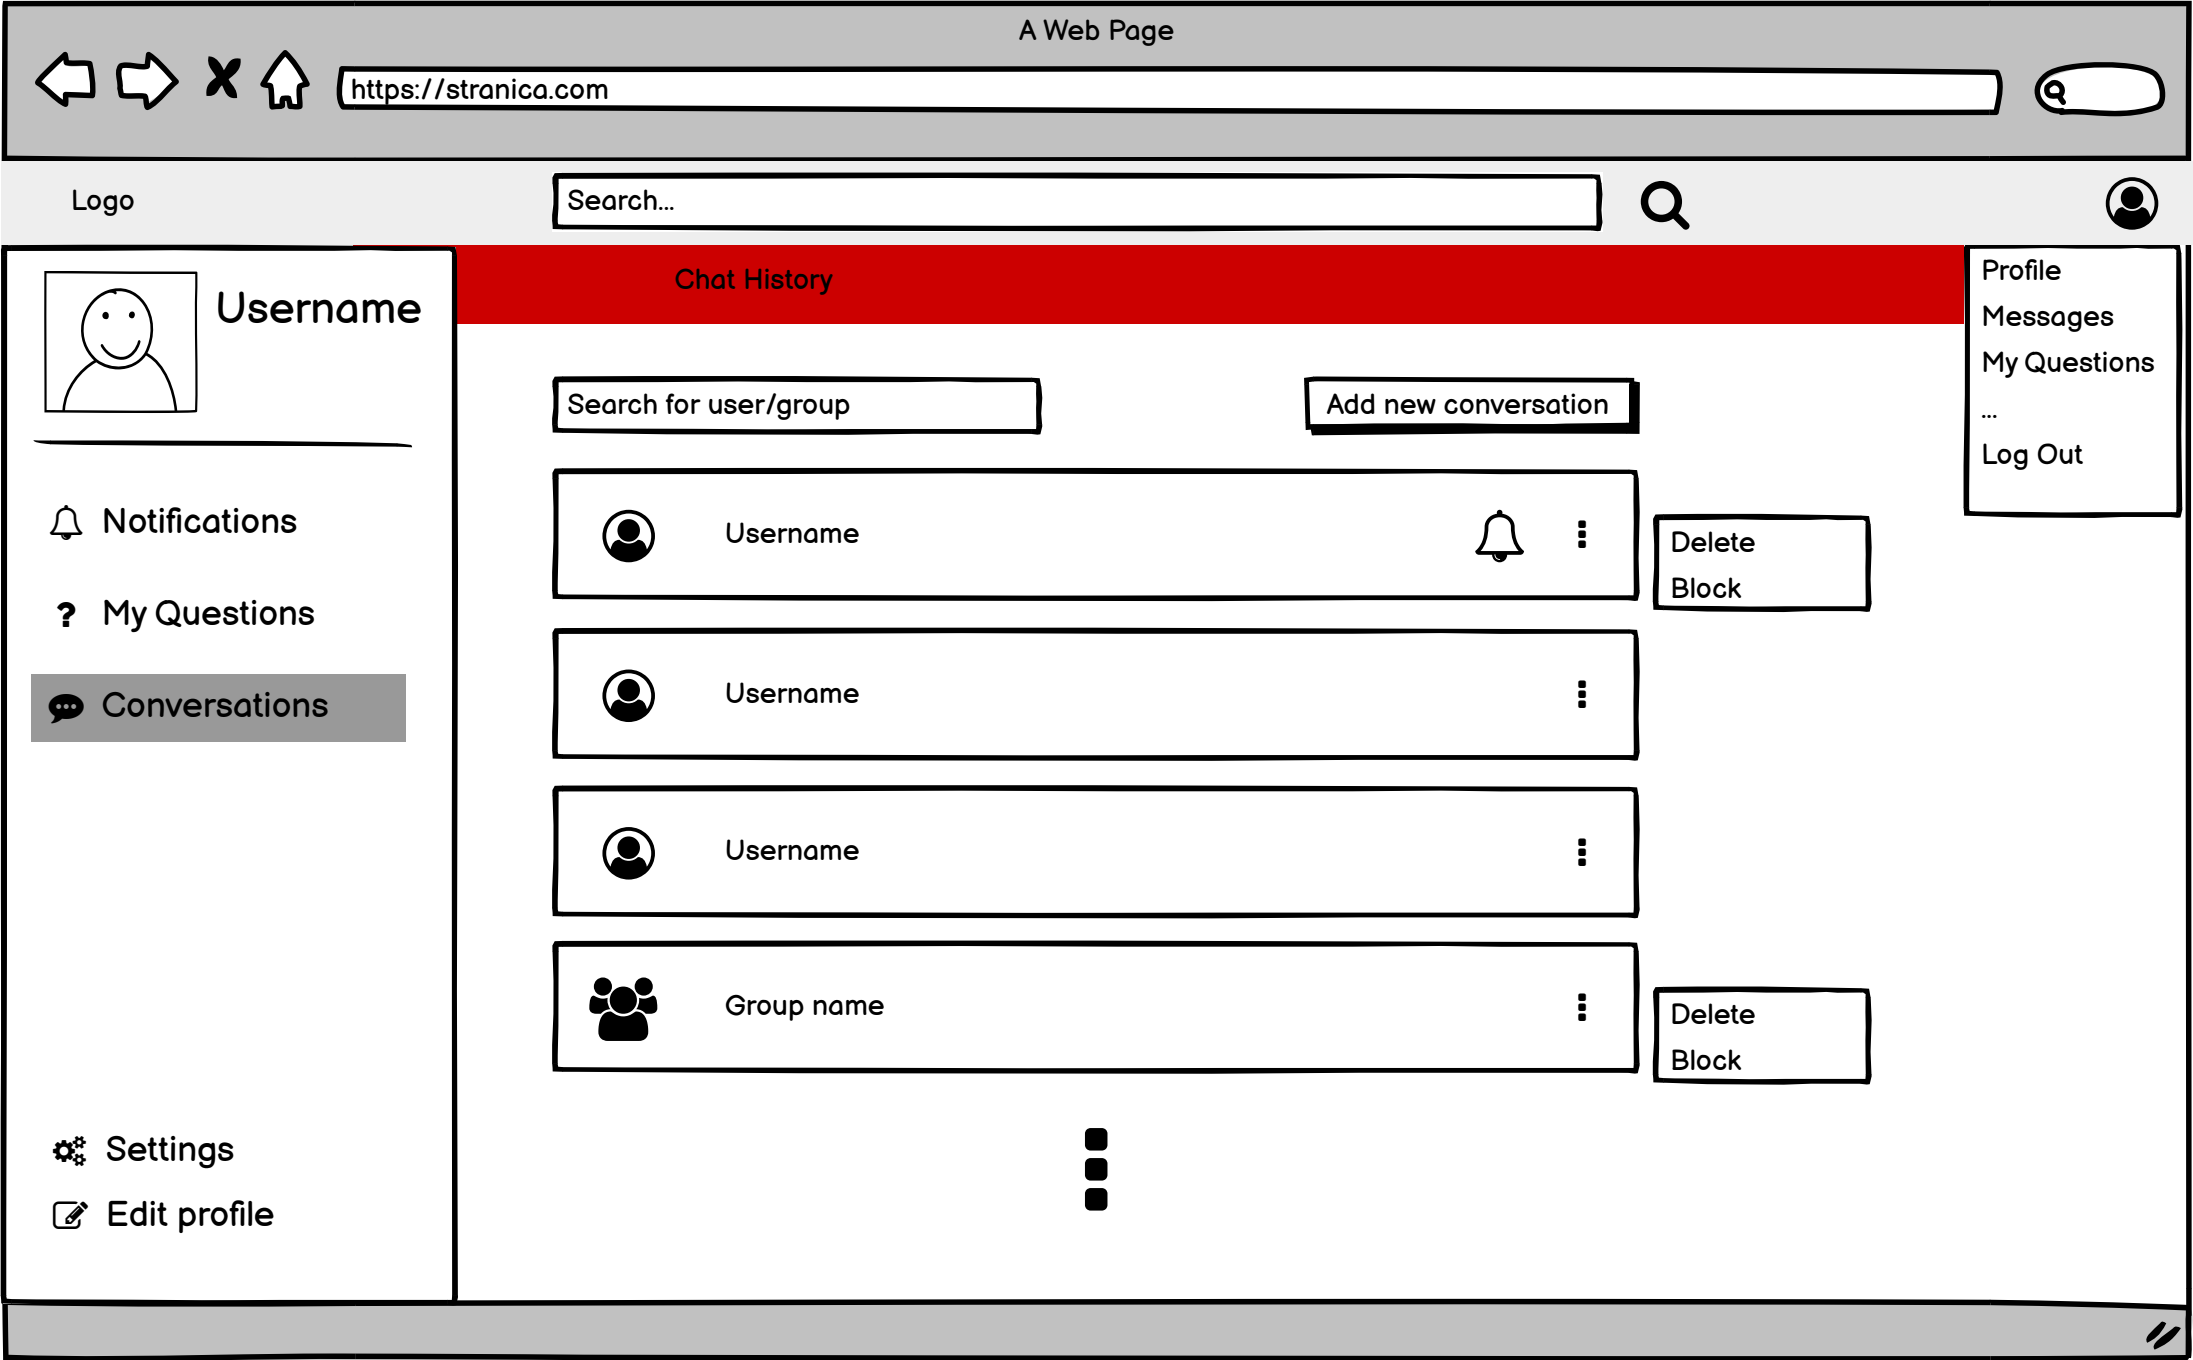 A Web Page
https://stranica.com
Logo
Search...
Username
Chat History
Profile
Messages
My Questions
...
Log Out
Search for user/group
Add new conversation
Notifications
My Questions
Conversations
Username
Delete
Block
Username
Username
Group name
Delete
Block
Settings
Edit profile